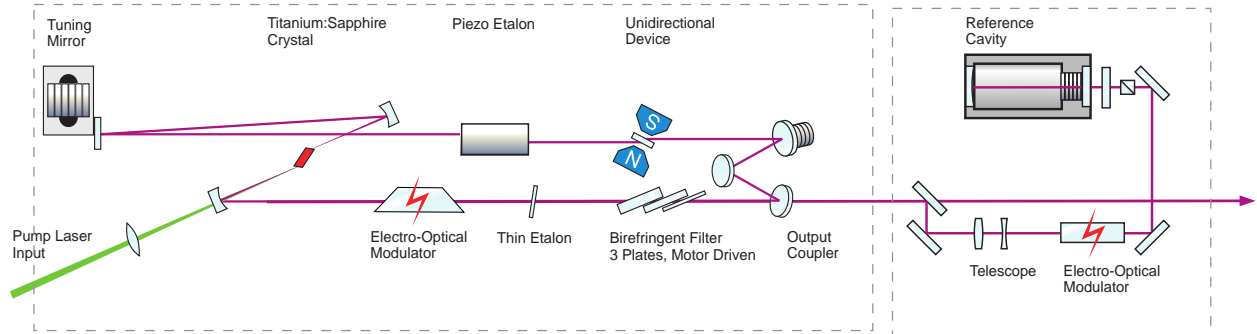 Tuning
Mirror
Titanium:Sapphire
Crystal
Piezo Etalon
Unidirectional
Device
Reference
Cavity
S
N
Pump Laser
Input
Electro-Optical
Modulator
Thin Etalon
Birefringent Filter
3 Plates, Motor Driven
Output
Coupler
Telescope
Electro-Optical
Modulator